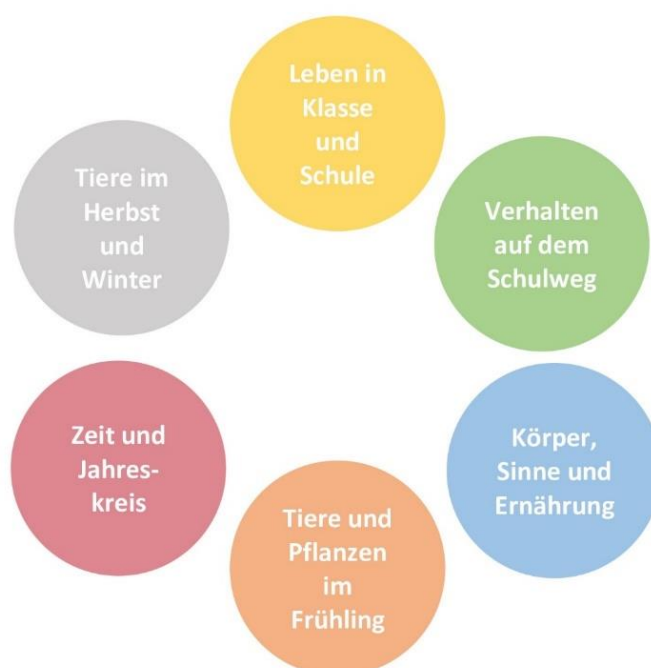 Leben in
Klasse
und
Schule
Verhalten
auf dem
Schulweg
Körper,
Sinne und
Ernährung
Tiere und
Pflanzen
im
Frühling
Zeit und
Jahres-
kreis
Tiere im
Herbst
und
Winter